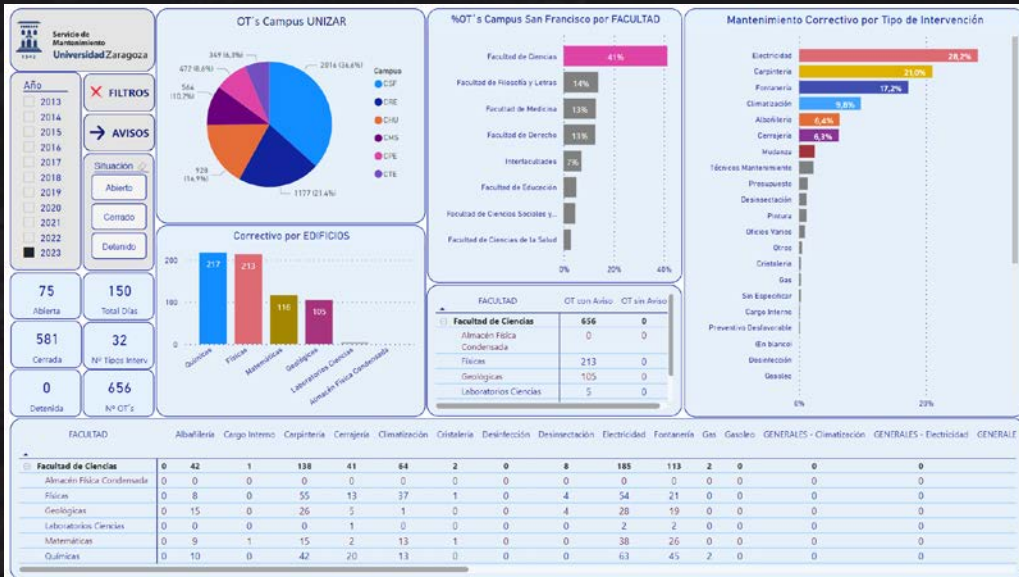 Servicio de
Mantenimiento
Universidad Zaragoza
1542
Año
2013
2014
2015
2016
2017
2018
2019
2020
2021
2022
2023
FILTROS
AVISOS
Situación
Abierto
Cerrado
Detenido
75
Abierta
150
Total Días
581
Cerrada
32
Nº Tipos Interv
0
Detenida
656
Nº OT's
OT´s Campus UNIZAR
349 (6,3%)
472 (8,6%)
564
(10,2%)
928
(16,9%)
2016 (36,6%)
1177 (21,4%)
Campus
CSF
CRE
CHU
CMS
CPE
CTE
Correctivo por EDIFICIOS
200
100
0
217
213
116
105
Químicas
Físicas
Matemáticas
Geológicas
Laboratorios Ciencias
Almacén Física Condensada
%OT´s Campus San Francisco por FACULTAD
Facultad de Ciencias 41%
Facultad de Filosofía y Letras 14%
Facultad de Medicina 13%
Facultad de Derecho 13%
Interfacultades 7%
Facultad de Educación
Facultad de Ciencias Sociales y...
Facultad de Ciencias de la Salud
0% 20% 40%
FACULTAD OT con Aviso OT sin Aviso
Facultad de Ciencias 656 0
Almacén Física 0 0
Condensada
Físicas 213 0
Geológicas 105 0
Laboratorios Ciencias 5 0
Mantenimiento Correctivo por Tipo de Intervención
Electricidad 28,2%
Carpintería 21,0%
Fontanería 17,2%
Climatización 9,8%
Albañilería 6,4%
Cerrajería 6,3%
Mudanza
Técnicos Mantenimiento
Presupuesto
Desinsectación
Pintura
Oficios Varios
Otros
Cristalería
Gas
Sin Especificar
Cargo Interno
Preventivo Desfavorable
(En blanco)
Desinfección
Gasoleo
0% 20%
FACULTAD Albañilería Cargo Interno Carpintería Cerrajería Climatización Cristalería Desinfección Desinsectación Electricidad Fontanería Gas Gasoleo GENERALES - Climatización GENERALES - Electricidad GENERALE
Facultad de Ciencias 0 42 1 138 41 64 2 0 8 185 113 2 0 0 0
Almacén Física Condensada 0 0 0 0 0 0 0 0 0 0 0 0 0 0 0
Físicas 0 8 0 55 13 37 1 0 4 54 21 0 0 0 0
Geológicas 0 15 0 26 5 1 0 0 4 28 19 0 0 0 0
Laboratorios Ciencias 0 0 0 0 1 0 0 0 0 2 2 0 0 0 0
Matemáticas 0 9 1 15 2 13 1 0 0 38 26 0 0 0 0
Químicas 0 10 0 42 20 13 0 0 0 63 45 2 0 0 0